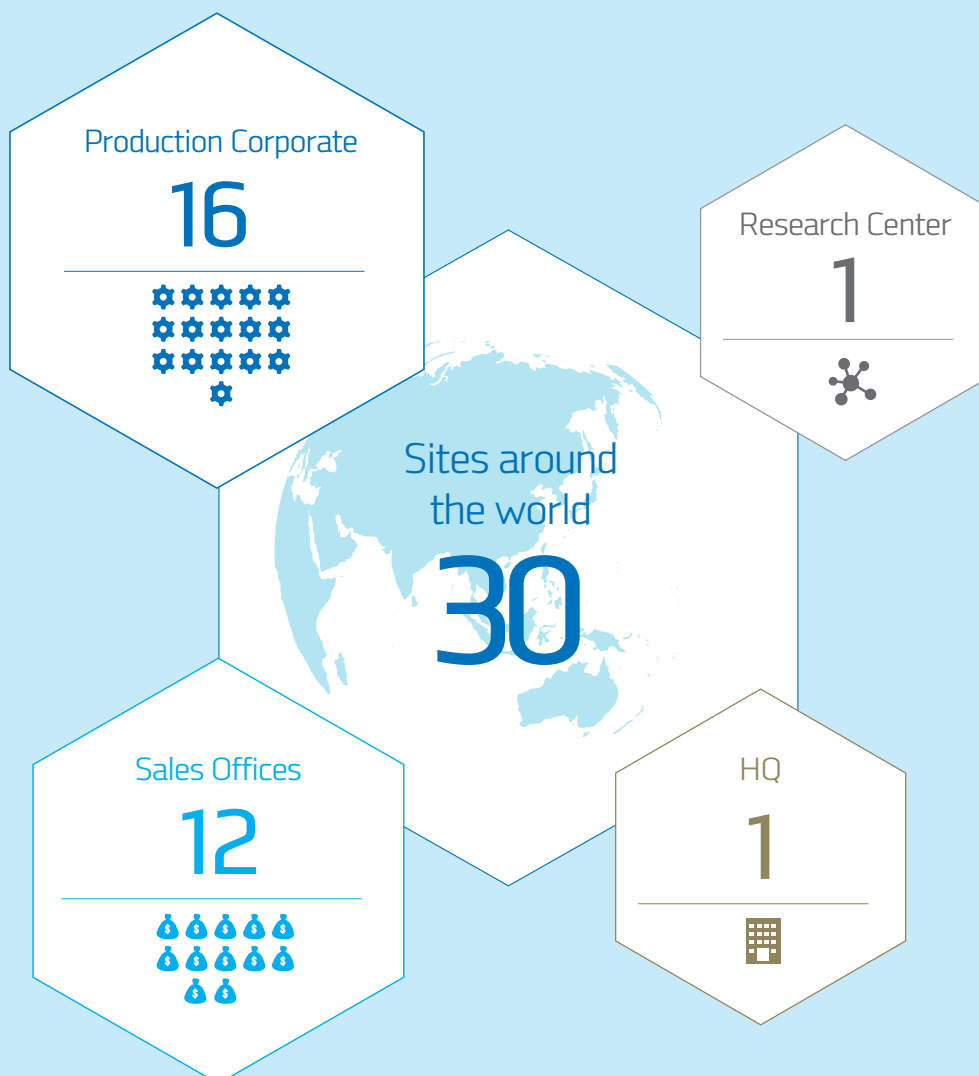 Production Corporate
16
Research Center
1
Sites around
the world
30
Sales Offices
12
HQ
1